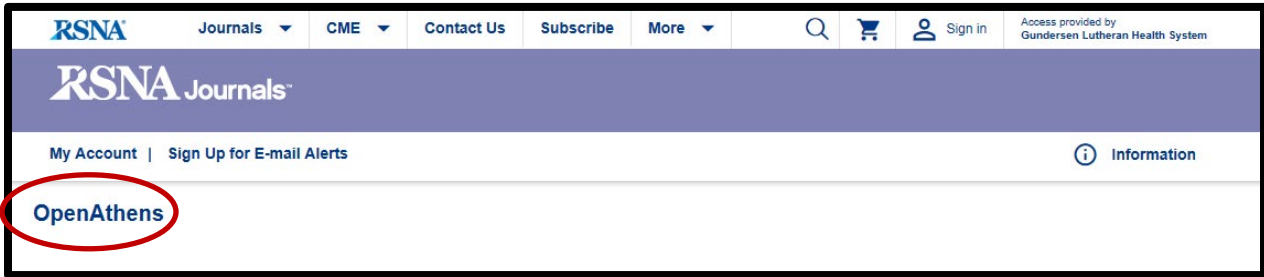 RSNA Journals CME Contact Us Subscribe More Sign in Access provided by
Gundersen Lutheran Health System
RSNA Journals™
My Account | Sign Up for E-mail Alerts Information
OpenAthens